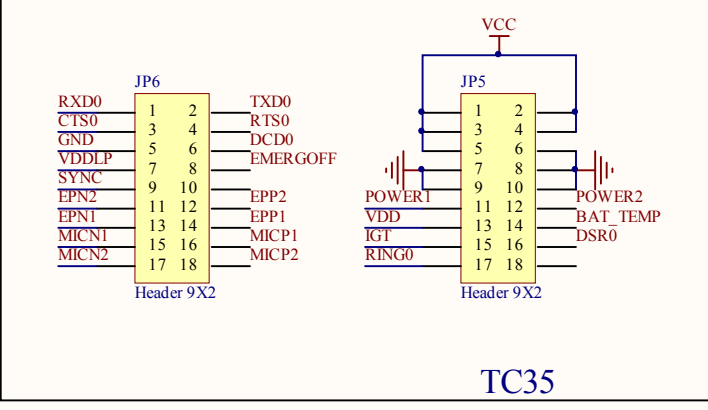 VCC
JP6 JP5
RXD0 1 2 TXD0 1 2
CTS0 3 4 RTS0 3 4
GND 5 6 DCD0 5 6
VDDLP 7 8 EMERGOFF 7 8
SYNC 9 10 9 10
EPN2 11 12 EPP2 POWER1 11 12 POWER2
EPN1 13 14 EPP1 VDD 13 14 BAT_TEMP
MICN1 15 16 MICP1 IGT 15 16 DSR0
MICN2 17 18 MICP2 RING0 17 18
Header 9X2 Header 9X2
TC35